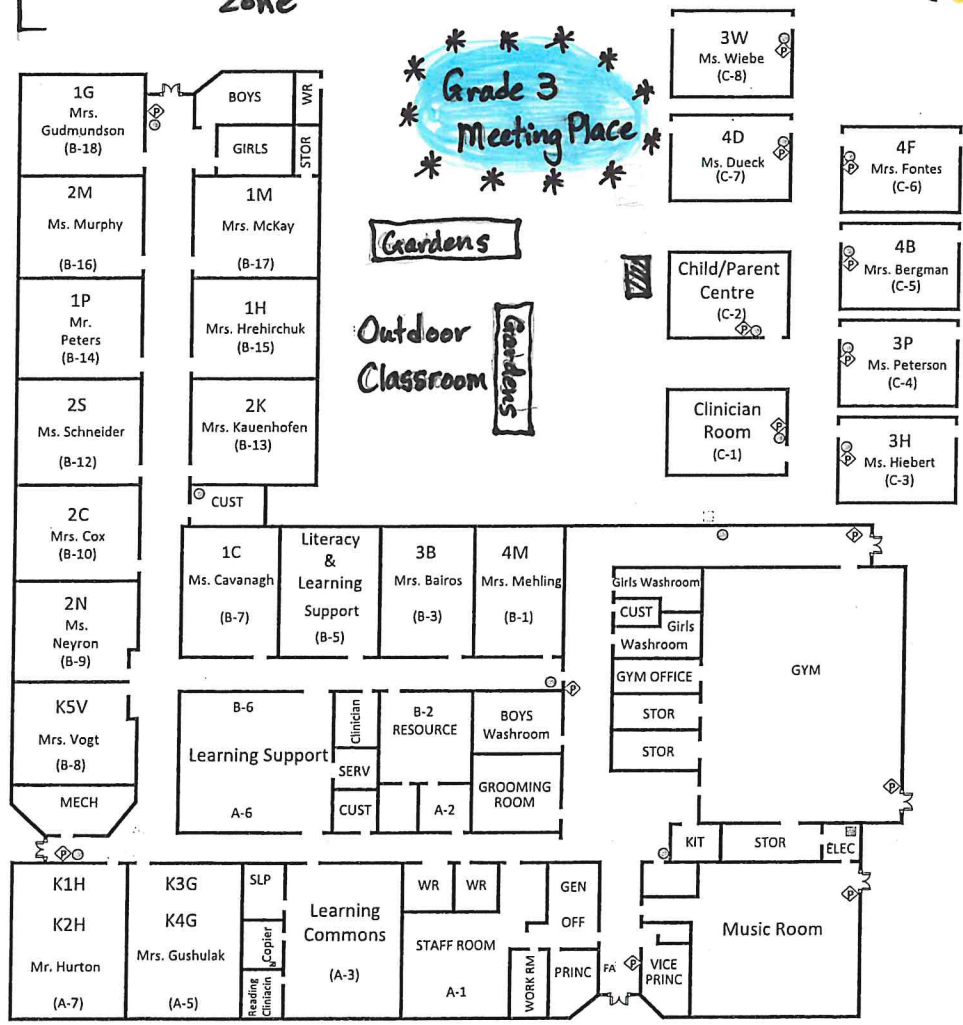 Zone
Grade 3
Meeting Place
3W
Ms. Wiebe
(C-8)
4D
Ms. Dueck
(C-7)
4F
Mrs. Fontes
(C-6)
4B
Mrs. Bergman
(C-5)
3P
Ms. Peterson
(C-4)
3H
Ms. Hiebert
(C-3)
Child/Parent
Centre
(C-2)
Clinician
Room
(C-1)
Gardens
Outdoor
Classroom
Gardens
1G
Mrs.
Gudmundson
(B-18)
BOYS
WR
GIRLS
STOR
2M
Ms. Murphy
(B-16)
1M
Mrs. McKay
(B-17)
1P
Mr.
Peters
(B-14)
1H
Mrs. Hrehirchuk
(B-15)
2S
Ms. Schneider
(B-12)
2K
Mrs. Kauenhofen
(B-13)
CUST
2C
Mrs. Cox
(B-10)
2N
Ms.
Neyron
(B-9)
K5V
Mrs. Vogt
(B-8)
MECH
1C
Ms. Cavanagh
(B-7)
Literacy
&
Learning
Support
(B-5)
3B
Mrs. Bairos
(B-3)
4M
Mrs. Mehling
(B-1)
Girls Washroom
CUST
Girls
Washroom
GYM OFFICE
STOR
STOR
GYM
B-6
Learning Support
A-6
Clinician
SERV
CUST
B-2
RESOURCE
A-2
BOYS
Washroom
GROOMING
ROOM
KIT
STOR
ELEC
K1H
K2H
Mr. Hurton
(A-7)
K3G
K4G
Mrs. Gushulak
(A-5)
SLP
Copier
Reading
Cliniacin
Learning
Commons
(A-3)
WR
WR
STAFF ROOM
A-1
WORK RM
GEN
OFF
PRINC
FA
P
VICE
PRINC
Music Room